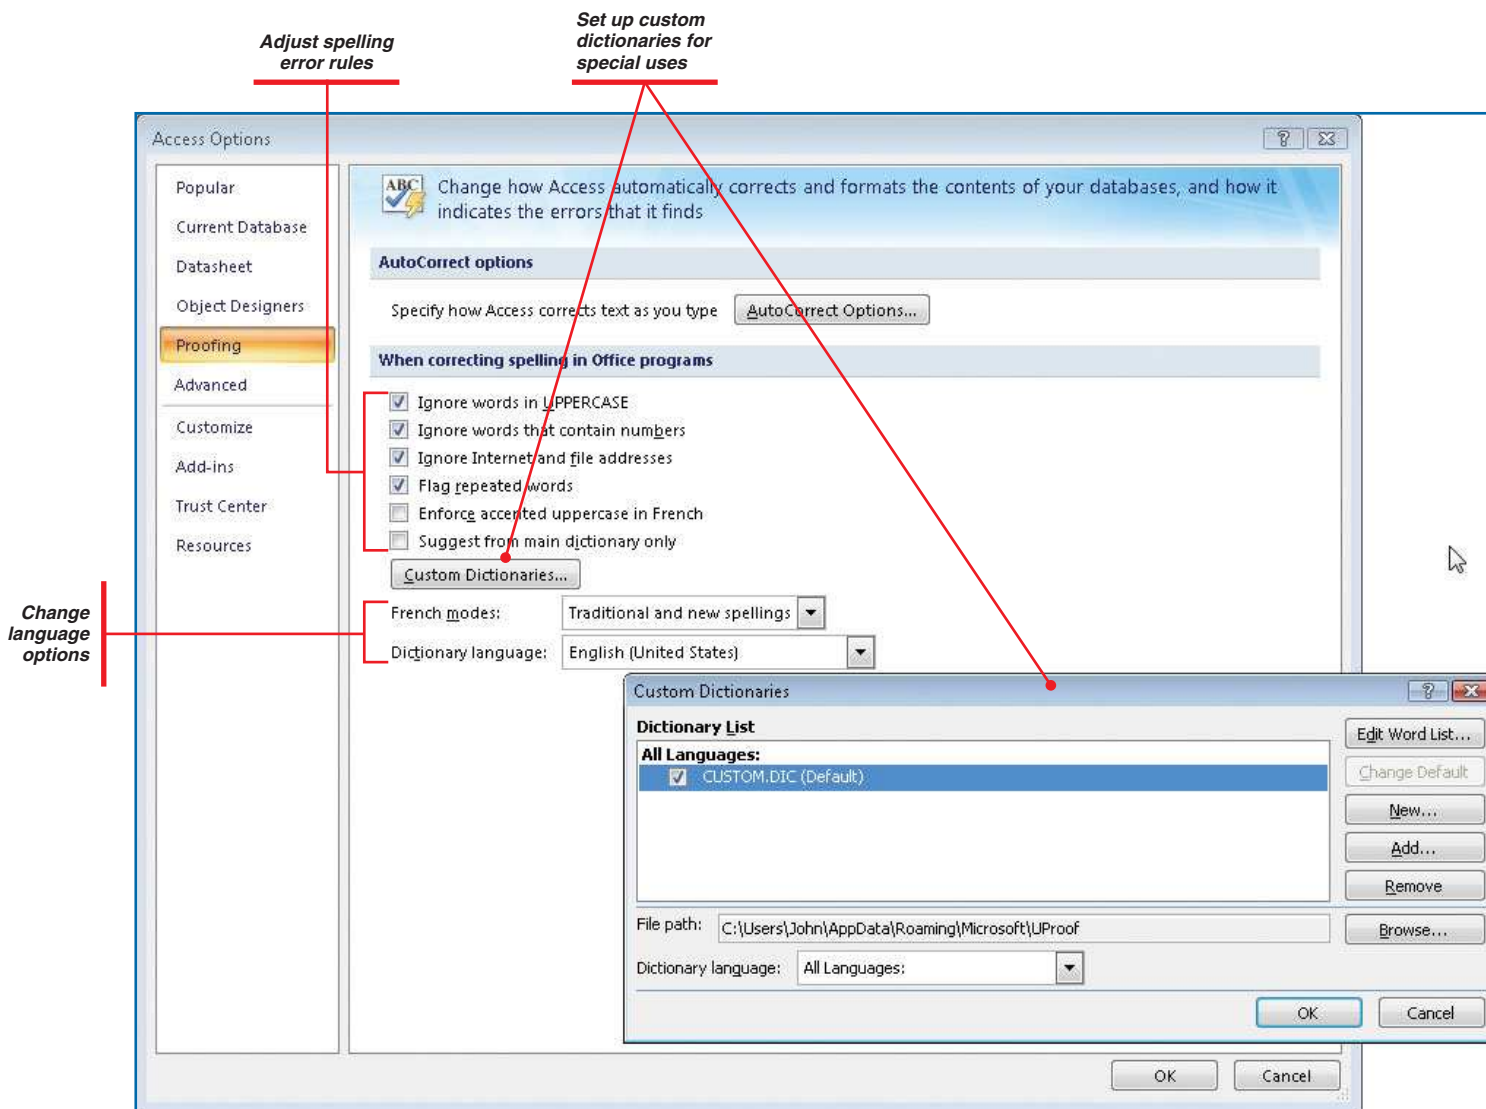 Adjust spelling
error rules
Set up custom
dictionaries for
special uses
Access Options
Popular
Current Database
Datasheet
Object Designers
Proofing
Advanced
Customize
Add-ins
Trust Center
Resources
ABC
Change how Access automatically corrects and formats the contents of your databases, and how it
indicates the errors that it finds
AutoCorrect options
Specify how Access corrects text as you type AutoCorrect Options...
When correcting spelling in Office programs
Ignore words in UPPERCASE
Ignore words that contain numbers
Ignore Internet and file addresses
Flag repeated words
Enforce accented uppercase in French
Suggest from main dictionary only
Custom Dictionaries...
French modes: Traditional and new spellings
Dictionary language: English (United States)
Change
language
options
Custom Dictionaries
Dictionary List
All Languages:
CUSTOM.DIC (Default)
Edit Word List...
Change Default
New...
Add...
Remove
File path: C:\Users\John\AppData\Roaming\Microsoft\UProof Browse...
Dictionary language: All Languages:
OK Cancel
OK Cancel